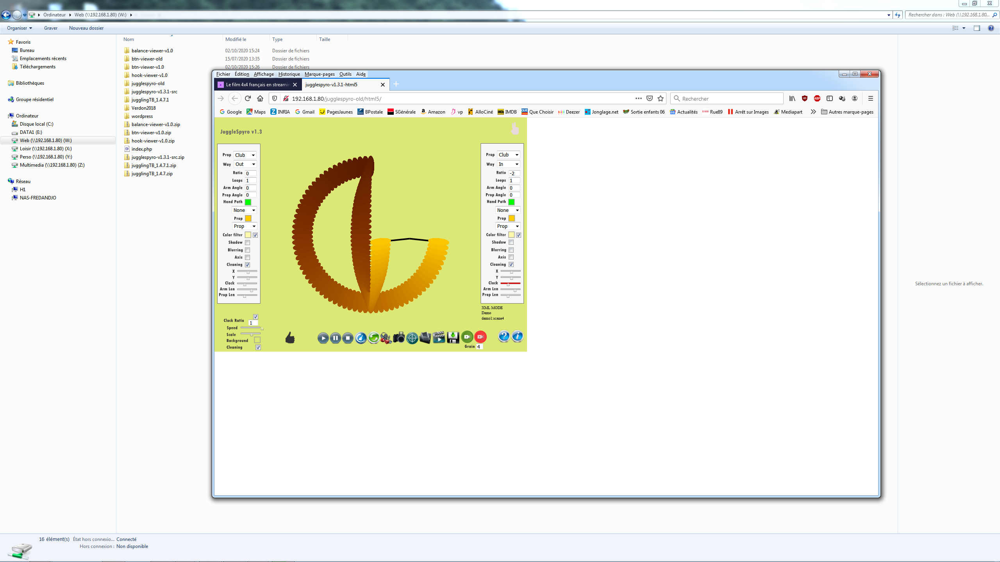 Ordinateur
Web (\\192.168.1.80) (W:)
Rechercher dans : Web (\\192.168.1.80...
Organiser
Graver
Nouveau dossier
Favoris
Bureau
Emplacements récents
Téléchargements
Bibliothèques
Groupe résidentiel
Ordinateur
Disque local (C:)
DATA1 (E:)
Web (\\192.168.1.80) (W:)
Loisir (\\192.168.1.80) (X:)
Perso (\\192.168.1.80) (Y:)
Multimedia (\\192.168.1.80) (Z:)
Réseau
H1
NAS-FREDANDJO
Nom Modifié le Type Taille
balance-viewer-v1.0 02/10/2020 15:24 Dossier de fichiers
btn-viewer-old 15/07/2020 13:35 Dossier de fichiers
btn-viewer-v1.0 02/10/2020 15:26 Dossier de fichiers
hook-viewer-v1.0
jugglespyro-old
jugglespyro-v1.3.1-src
jugglingTB_1.4.7.1
Verdon2018
wordpress
balance-viewer-v1.0.zip
btn-viewer-v1.0.zip
hook-viewer-v1.0.zip
index.php
jugglespyro-v1.3.1-src.zip
jugglingTB_1.4.7.1.zip
jugglingTB_1.4.7.zip
Fichier Édition Affichage Historique Marque-pages Outils Aide
Le film 4x4 français en streamin
jugglespyro-v1.3.1-html5
192.168.1.80/jugglespyro-old/html5/
Rechercher
Google Maps INRIA Gmail PagesJaunes BPostale SGénérale Amazon vp AlloCiné IMDB Que Choisir Deezer Jonglage.net Sortie enfants 06 Actualités Rue89 Arrêt sur Images Mediapart Autres marque-pages
JuggleSpyro v1.3
Prop Club
Way Out
Ratio 0
Loops 1
Arm Angle 0
Prop Angle 0
Hand Path
None
Prop
Prop
Color filter
Shadow
Blurring
Axis
Cleaning
X
Y
Clock
Arm Len
Prop Len
Clock Ratio
1
Speed
Scale
Background
Cleaning
Prop Club
Way In
Ratio -2
Loops 1
Arm Angle 0
Prop Angle 0
Hand Path
None
Prop
Prop
Color filter
Shadow
Blurring
Axis
Cleaning
X
Y
Clock
Arm Len
Prop Len
XML MODE
Demo
demo1:scene4
Grain 4
Sélectionnez un fichier à afficher.
16 élément(s) État hors connexio... Connecté
Hors connexion : Non disponible